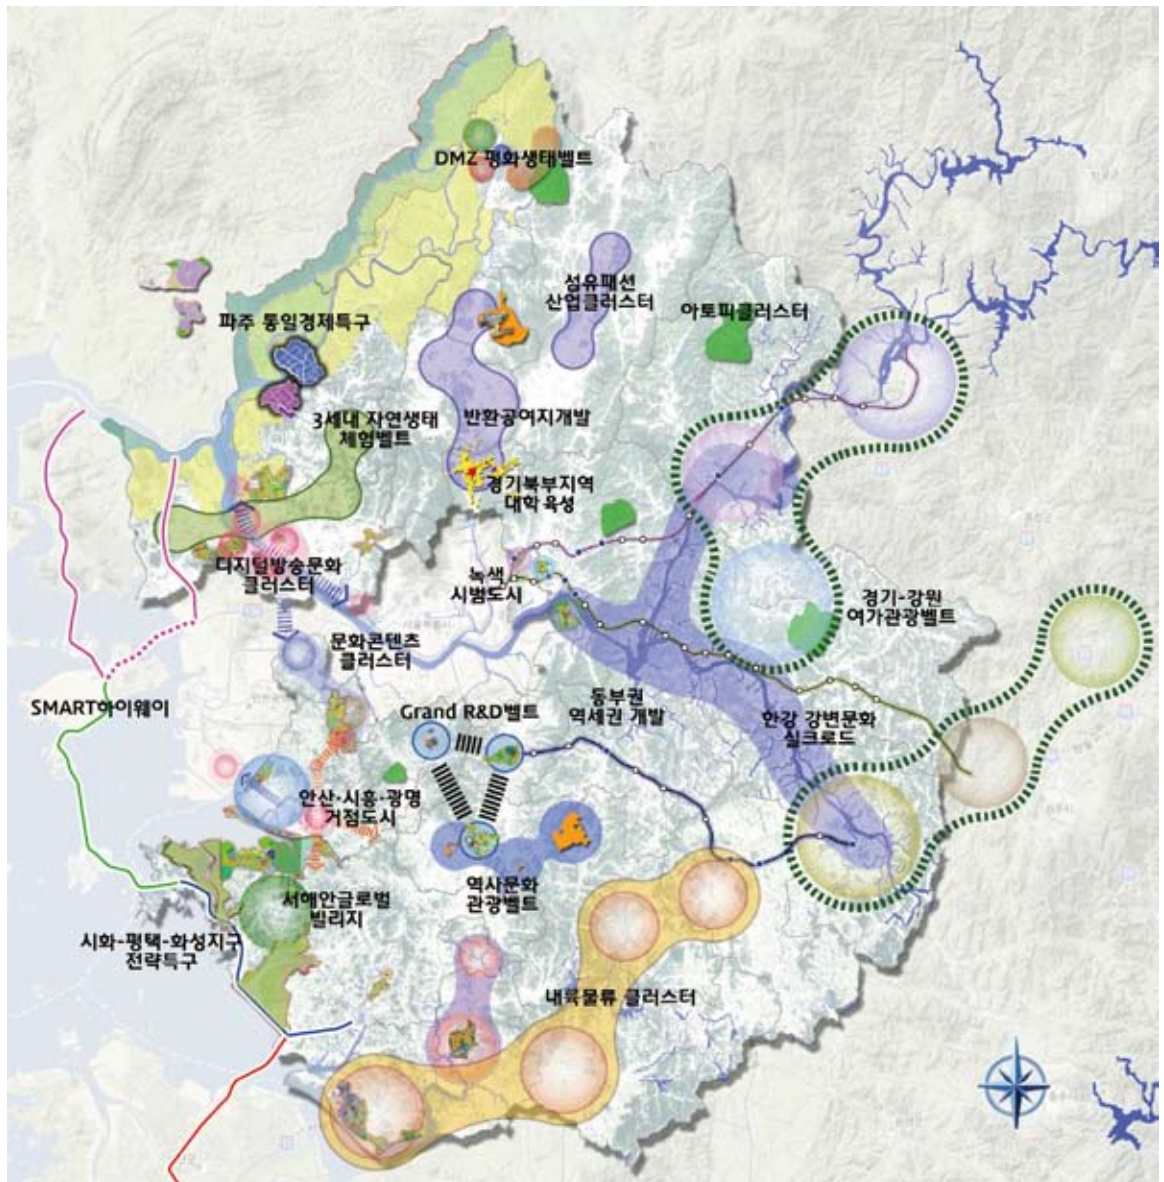 DMZ 평화생태벨트
섬유패션
산업클러스터
아토피클러스터
파주 통일경제특구
3세대 자연생태
체험벨트
반환공여지개발
경기북부지역
대학 육성
디지털방송문화
클러스터
녹색
시범도시
경기-강원
여가관광벨트
문화콘텐츠
클러스터
SMART하이웨이
Grand R&D벨트
동부권
역세권 개발
한강 강변문화
실크로드
안산·시흥·광명
거점도시
역사문화
관광벨트
서해안글로벌
빌리지
시화-평택-화성지구
전략특구
내륙물류 클러스터